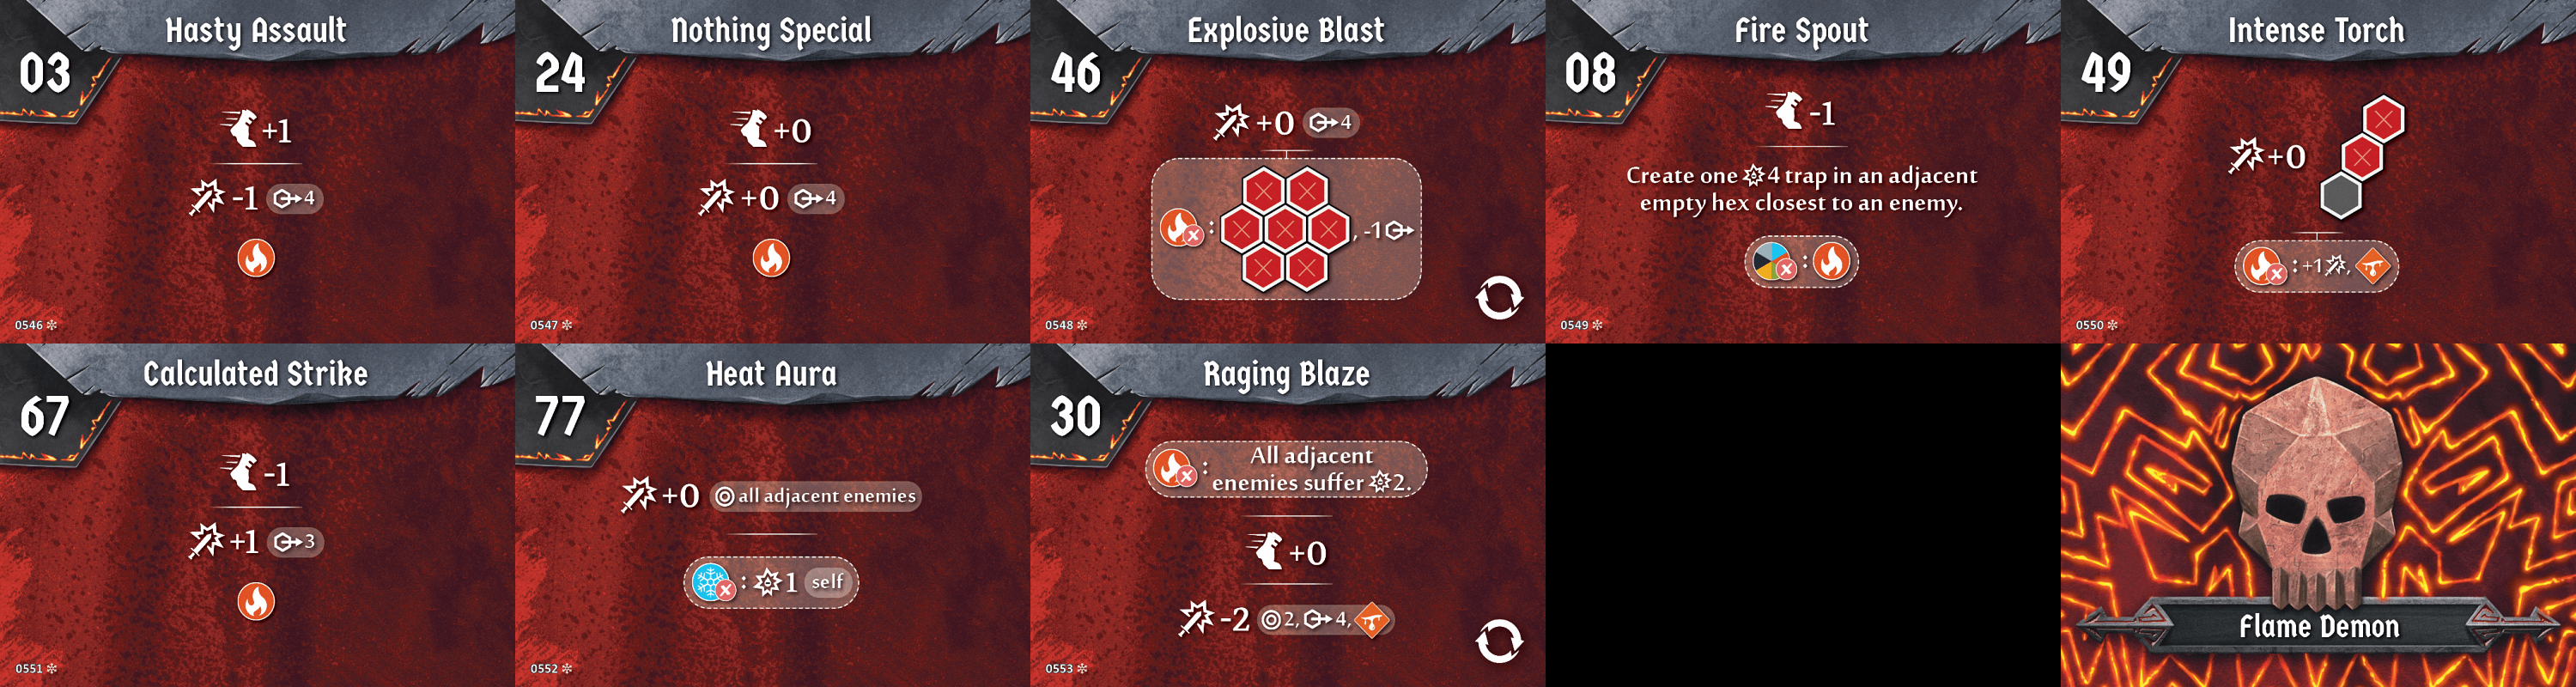 Hasty Assault
03
+1
-1 4
0546
Nothing Special
24
+0
+0 4
0547
Explosive Blast
46
+0 4
: , -1
0548
Fire Spout
08
-1
Create one 4 trap in an adjacent
empty hex closest to an enemy.
:
0549
Intense Torch
49
+0
: +1 ,
0550
Calculated Strike
67
-1
+1 3
0551
Heat Aura
77
+0 all adjacent enemies
: 1 self
0552
Raging Blaze
30
: All adjacent
enemies suffer 2.
+0
-2 2, 4,
0553
Flame Demon